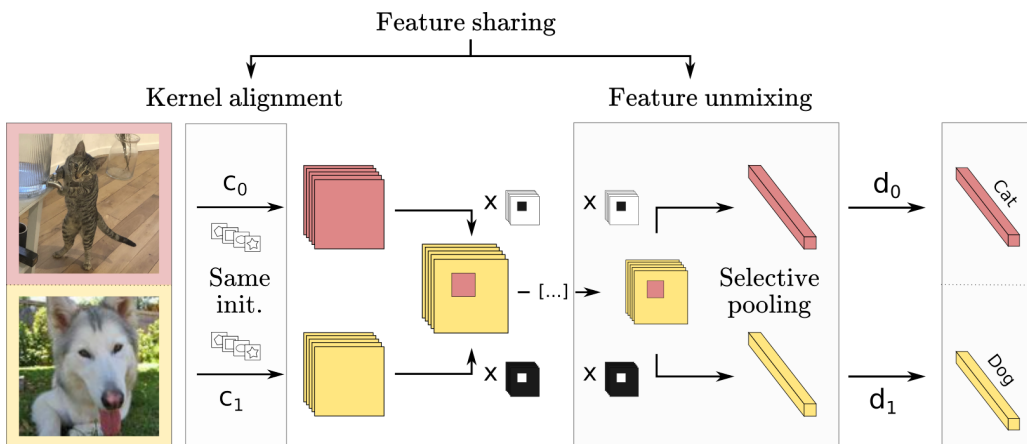 Feature sharing
Kernel alignment
Feature unmixing
c₀
x
x
d₀
Cat
Same
init.
– [...] →
Selective
pooling
c₁
x
x
d₁
Dog